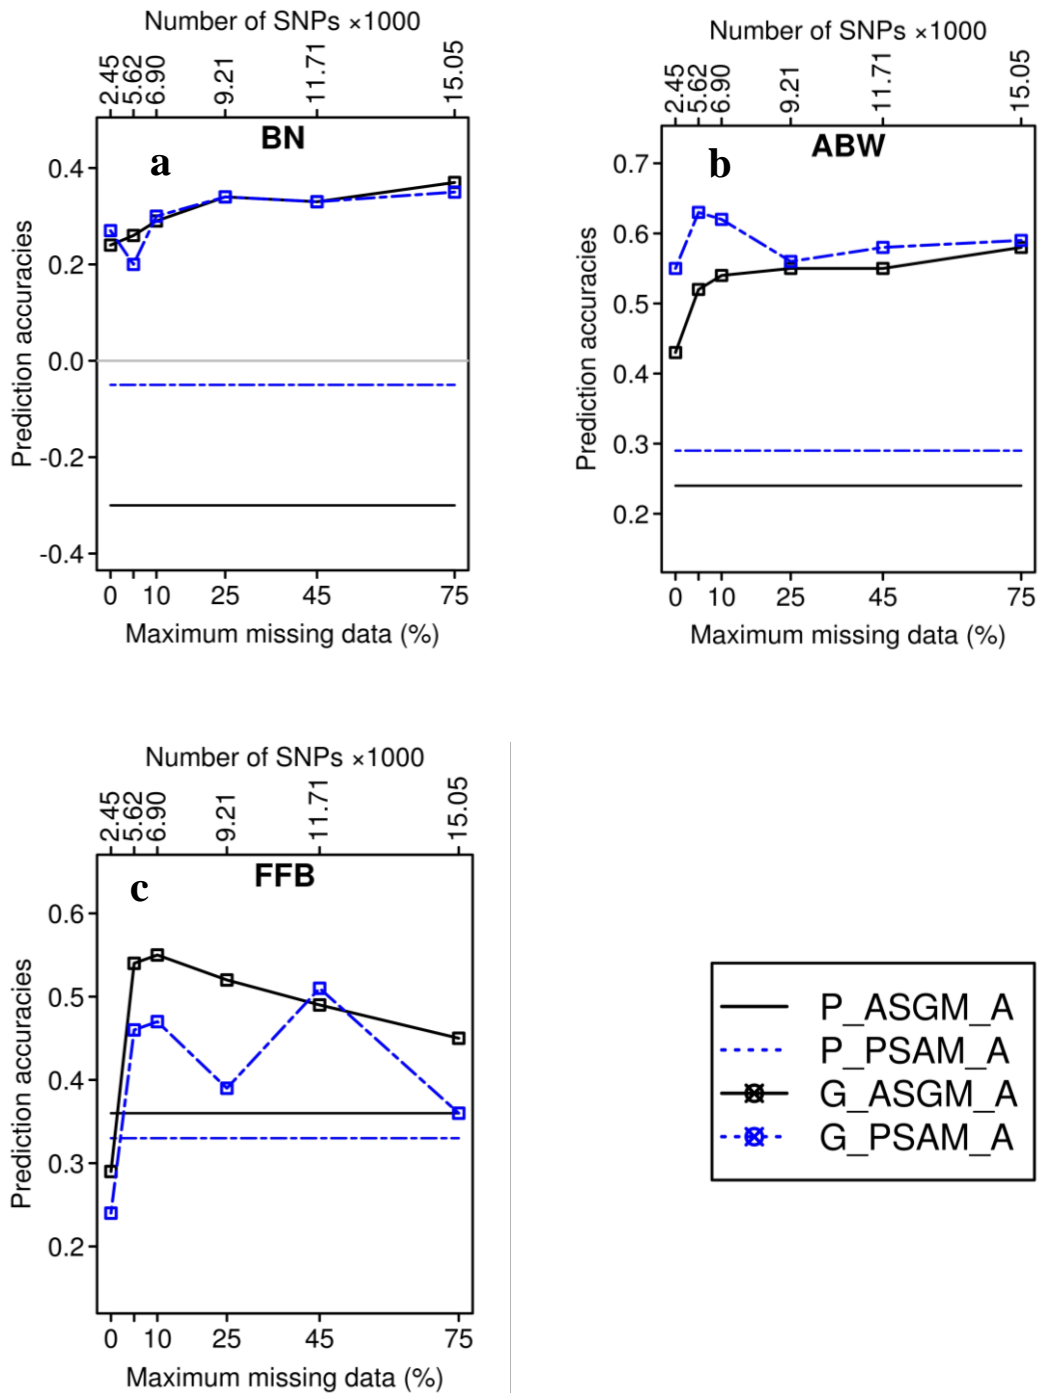 Number of SNPs ×1000
2.45 5.62 6.90 9.21 11.71 15.05
BN
a
Prediction accuracies
0.4
0.2
0.0
-0.2
-0.4
0 10 25 45 75
Maximum missing data (%)
Number of SNPs ×1000
2.45 5.62 6.90 9.21 11.71 15.05
ABW
b
Prediction accuracies
0.7
0.6
0.5
0.4
0.3
0.2
0 10 25 45 75
Maximum missing data (%)
Number of SNPs ×1000
2.45 5.62 6.90 9.21 11.71 15.05
FFB
c
Prediction accuracies
0.6
0.5
0.4
0.3
0.2
0 10 25 45 75
Maximum missing data (%)
P_ASGM_A
P_PSAM_A
G_ASGM_A
G_PSAM_A